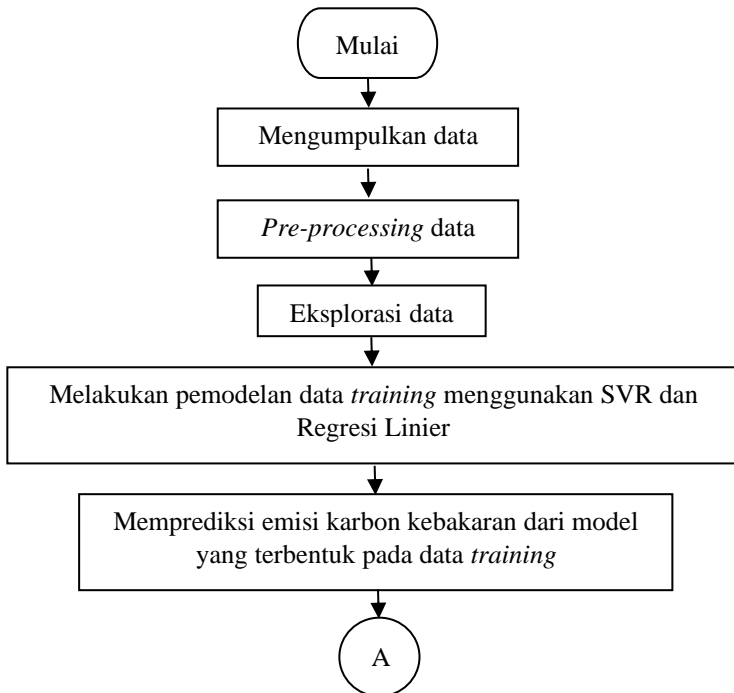 Mulai
Mengumpulkan data
Pre-processing data
Eksplorasi data
Melakukan pemodelan data training menggunakan SVR dan
Regresi Linier
Memprediksi emisi karbon kebakaran dari model
yang terbentuk pada data training
A